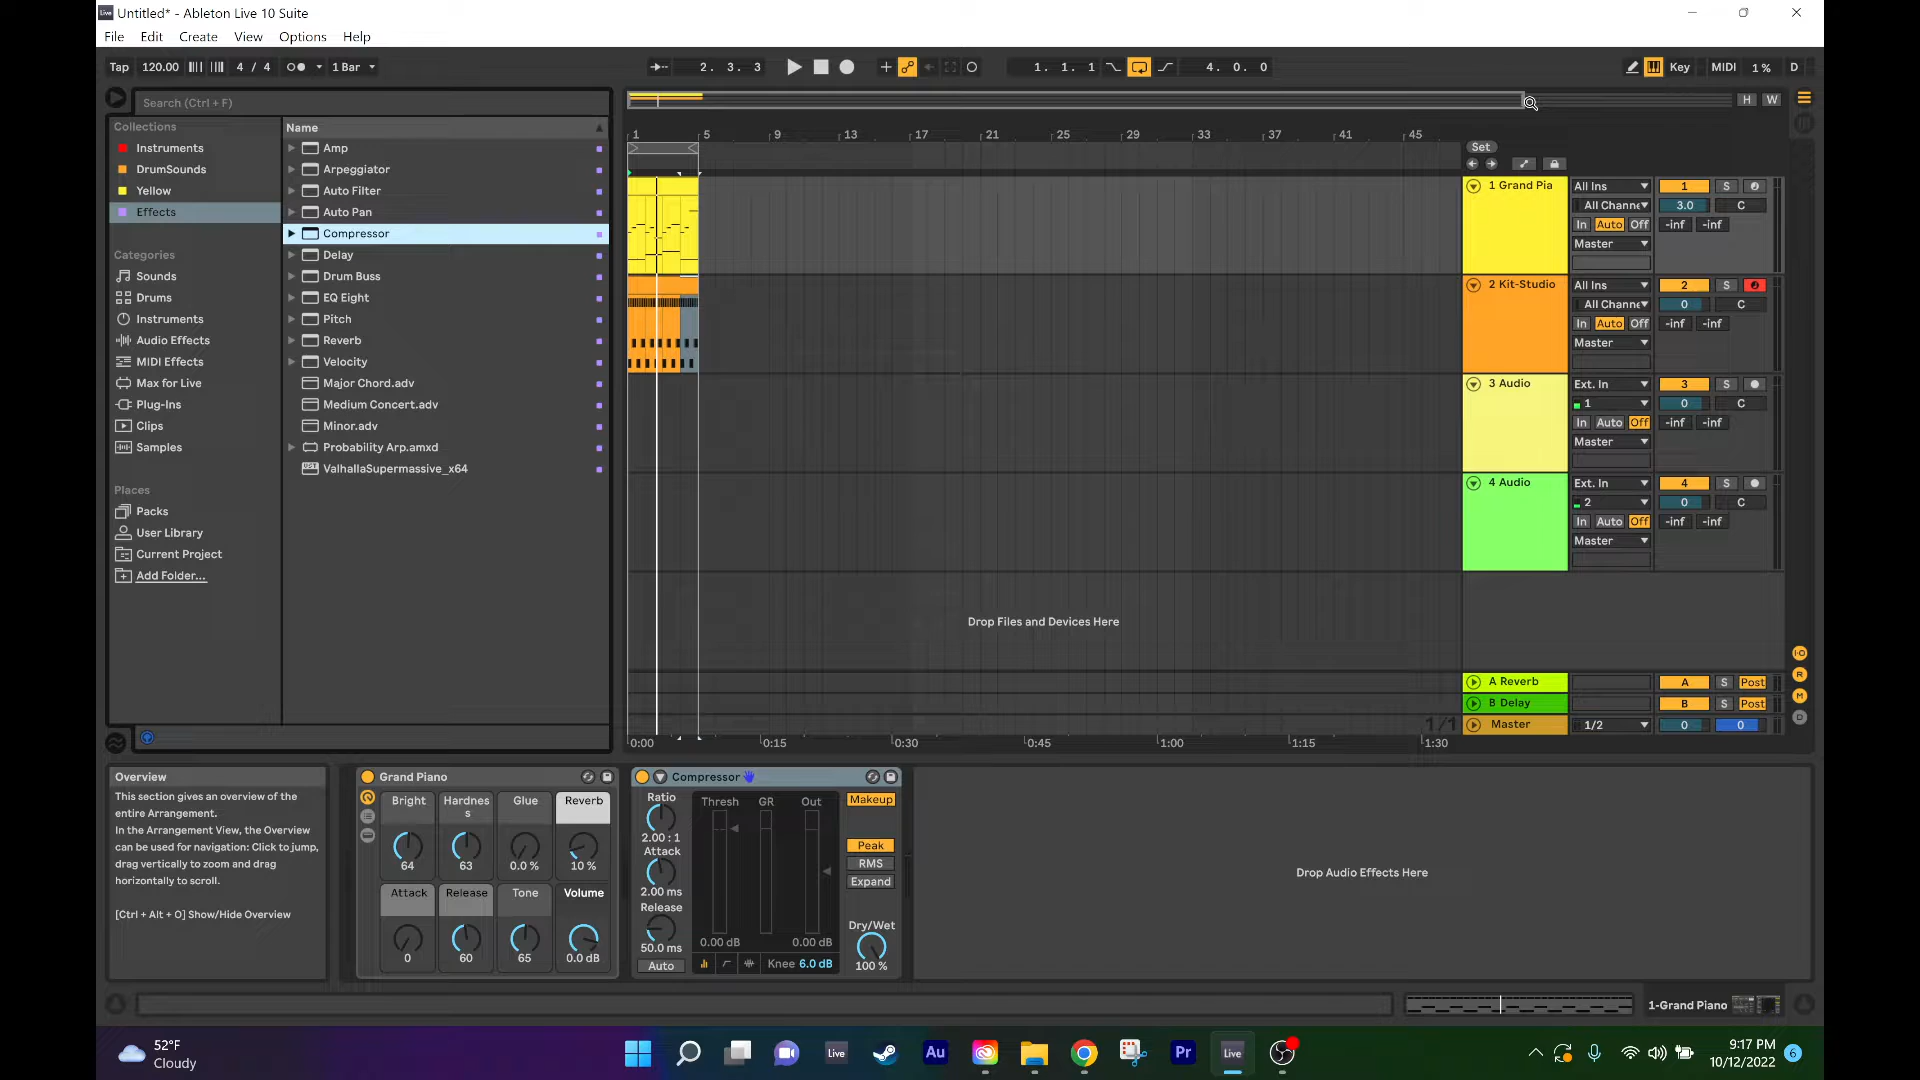 Untitled* - Ableton Live 10 Suite
File Edit Create View Options Help
Tap 120.00 4 / 4 1 Bar 2. 3. 3 1. 1. 1 4. 0. 0 Key MIDI 1 % D
Search (Ctrl + F)
H W
Collections
Instruments
DrumSounds
Yellow
Effects
Categories
Sounds
Drums
Instruments
Audio Effects
MIDI Effects
Max for Live
Plug-Ins
Clips
Samples
Places
Packs
User Library
Current Project
Add Folder...
Name
Amp
Arpeggiator
Auto Filter
Auto Pan
Compressor
Delay
Drum Buss
EQ Eight
Pitch
Reverb
Velocity
Major Chord.adv
Medium Concert.adv
Minor.adv
Probability Arp.amxd
ValhallaSupermassive_x64
1 5 9 13 17 21 25 29 33 37 41 45
Set
1 Grand Pia All Ins 1 S
All Channe 3.0 C
In Auto Off -inf -inf
Master
2 Kit-Studio All Ins 2 S
All Channe 0 C
In Auto Off -inf -inf
Master
3 Audio Ext. In 3 S
1 0 C
In Auto Off -inf -inf
Master
4 Audio Ext. In 4 S
2 0 C
In Auto Off -inf -inf
Master
Drop Files and Devices Here
A Reverb A S Post
B Delay B S Post
1/1 Master 1/2 0 0
0:00 0:15 0:30 0:45 1:00 1:15 1:30
I-O
R
M
D
Overview
This section gives an overview of the
entire Arrangement.
In the Arrangement View, the Overview
can be used for navigation: Click to jump,
drag vertically to zoom and drag
horizontally to scroll.
[Ctrl + Alt + O] Show/Hide Overview
Grand Piano
Bright Hardnes
s Glue Reverb
64 63 0.0 % 10 %
Attack Release Tone Volume
0 60 65 0.0 dB
Compressor
Ratio
2.00 : 1
Attack
2.00 ms
Release
50.0 ms
Auto
Thresh GR Out
0.00 dB 0.00 dB
Knee 6.0 dB
Makeup
Peak
RMS
Expand
Dry/Wet
100 %
Drop Audio Effects Here
1-Grand Piano
52°F
Cloudy
Live Au Pr Live
9:17 PM
10/12/2022
6